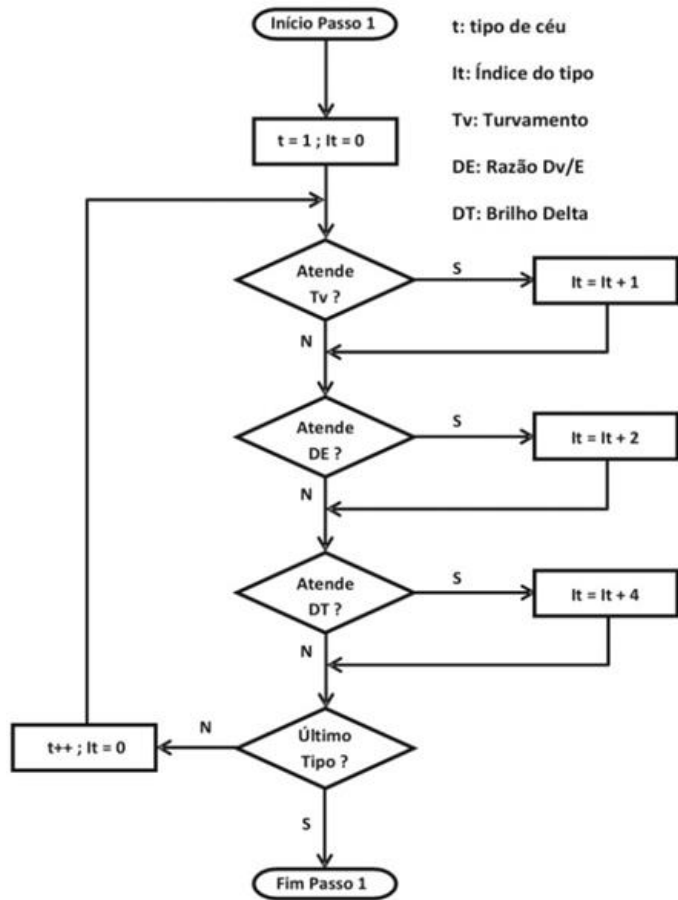 Início Passo 1
t: tipo de céu
It: Índice do tipo
Tv: Turvamento
DE: Razão Dv/E
DT: Brilho Delta
t = 1 ; It = 0
Atende
Tv ?
S
It = It + 1
N
Atende
DE ?
S
It = It + 2
N
Atende
DT ?
S
It = It + 4
N
Último
Tipo ?
N
t++ ; It = 0
S
Fim Passo 1